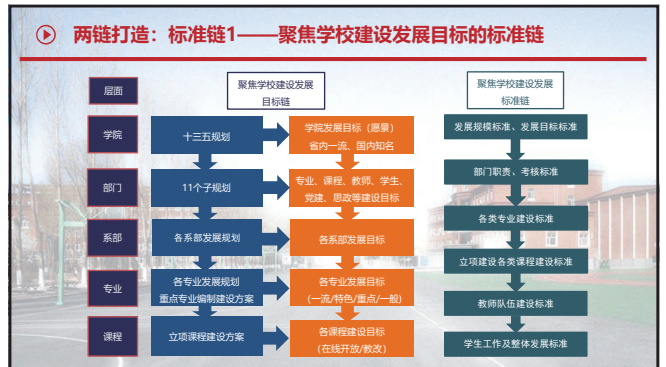 两链打造：标准链1——聚焦学校建设发展目标的标准链
层面
聚焦学校建设发展
目标链
聚焦学校建设发展
标准链
学院
十三五规划
学院发展目标（愿景）
省内一流、国内知名
发展规模标准、发展目标标准
部门
11个子规划
专业、课程、教师、学生、
党建、思政等建设目标
部门职责、考核标准
系部
各系部发展规划
各系部发展目标
各类专业建设标准
专业
各专业发展规划
重点专业编制建设方案
各专业发展目标
(一流/特色/重点/一般)
立项建设各类课程建设标准
教师队伍建设标准
课程
立项课程建设方案
各课程建设目标
(在线开放/教改)
学生工作及整体发展标准